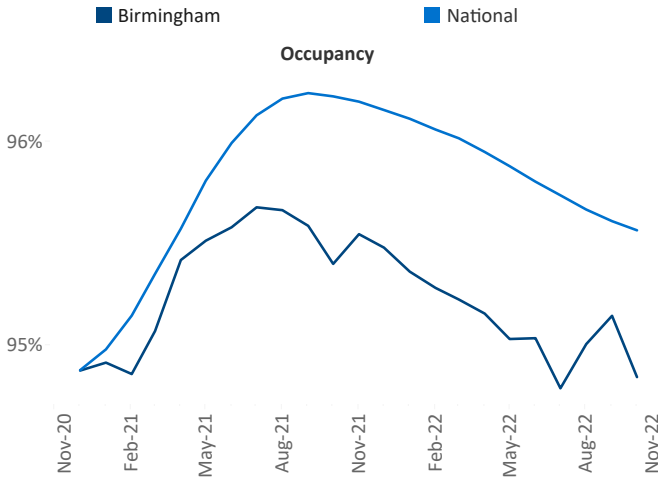 Birmingham
National
Occupancy
96%
95%
Nov-20
Feb-21
May-21
Aug-21
Nov-21
Feb-22
May-22
Aug-22
Nov-22